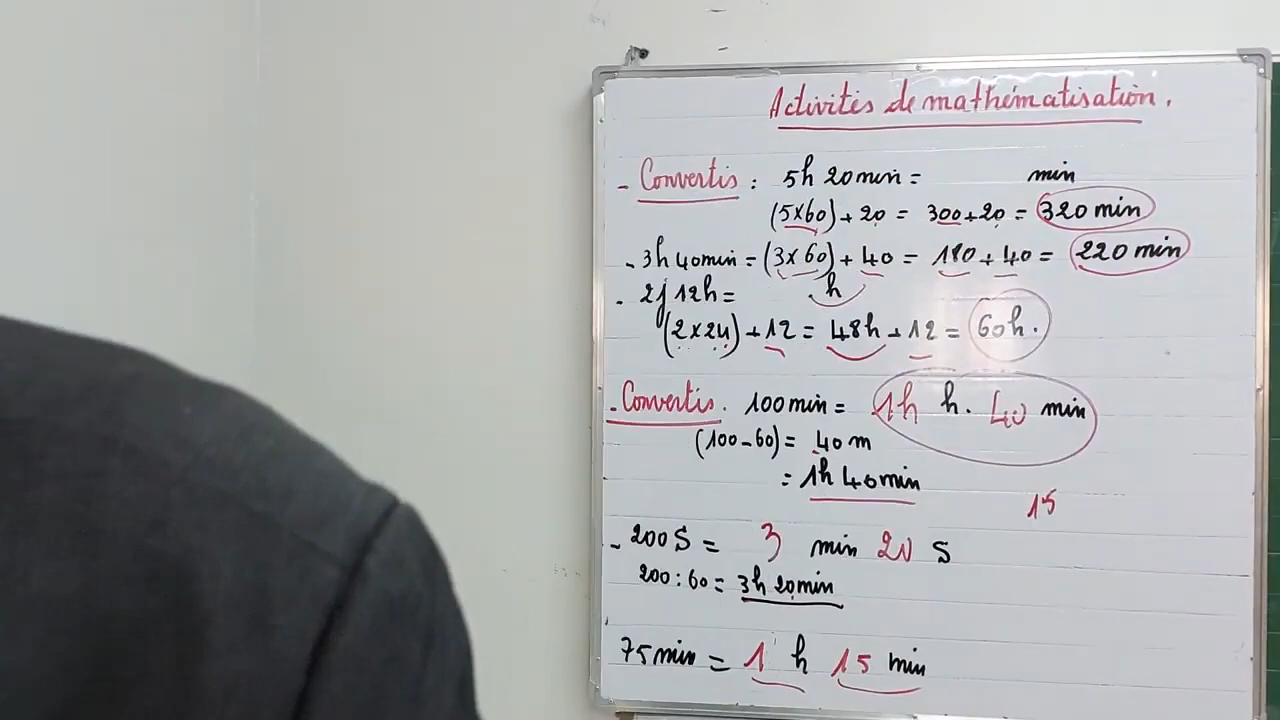 Activités de mathématisation.
- Convertis : 5h 20min = min
(5x60) + 20 = 300+20 = 320 min
- 3h 40min = (3x60) + 40 = 180 + 40 = 220 min
- 2j 12h = h
(2x24) + 12 = 48h + 12 = 60h.
- Convertis. 100min = 1h h. 40 min
(100-60) = 40 m
= 1h 40min
15
- 200 S = 3 min 20 S
200 : 60 = 3h 20min
75min = 1 h 15 min